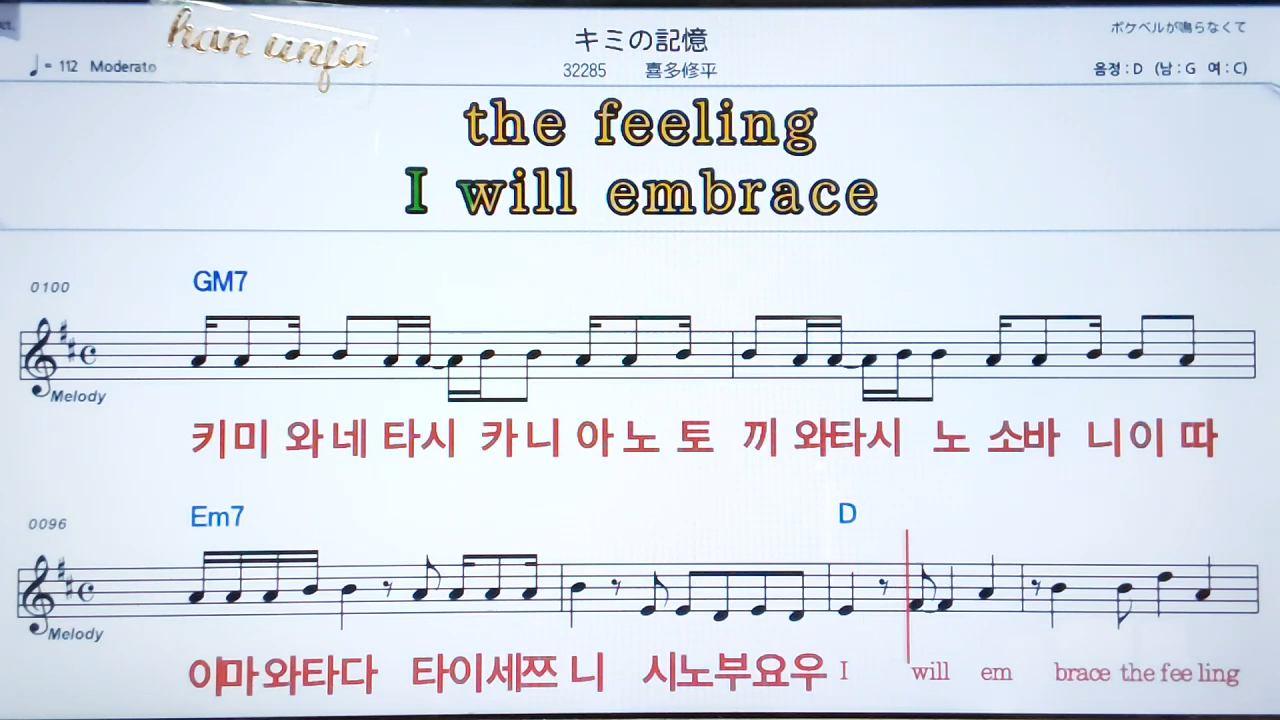 ct.
han unja
♩= 112 Moderato
キミの記憶
32285 喜多修平
ポケベルが鳴らなくて
음정 : D (남 : G 여 : C)
the feeling
I will embrace
0100
GM7
Melody
키미 와네 타시 카니 아노 토 끼 와타시 노 소바 니이 따
0096
Em7
D
Melody
이마와타다 타이세쯔 니 시노부요우 I will em brace the fee ling